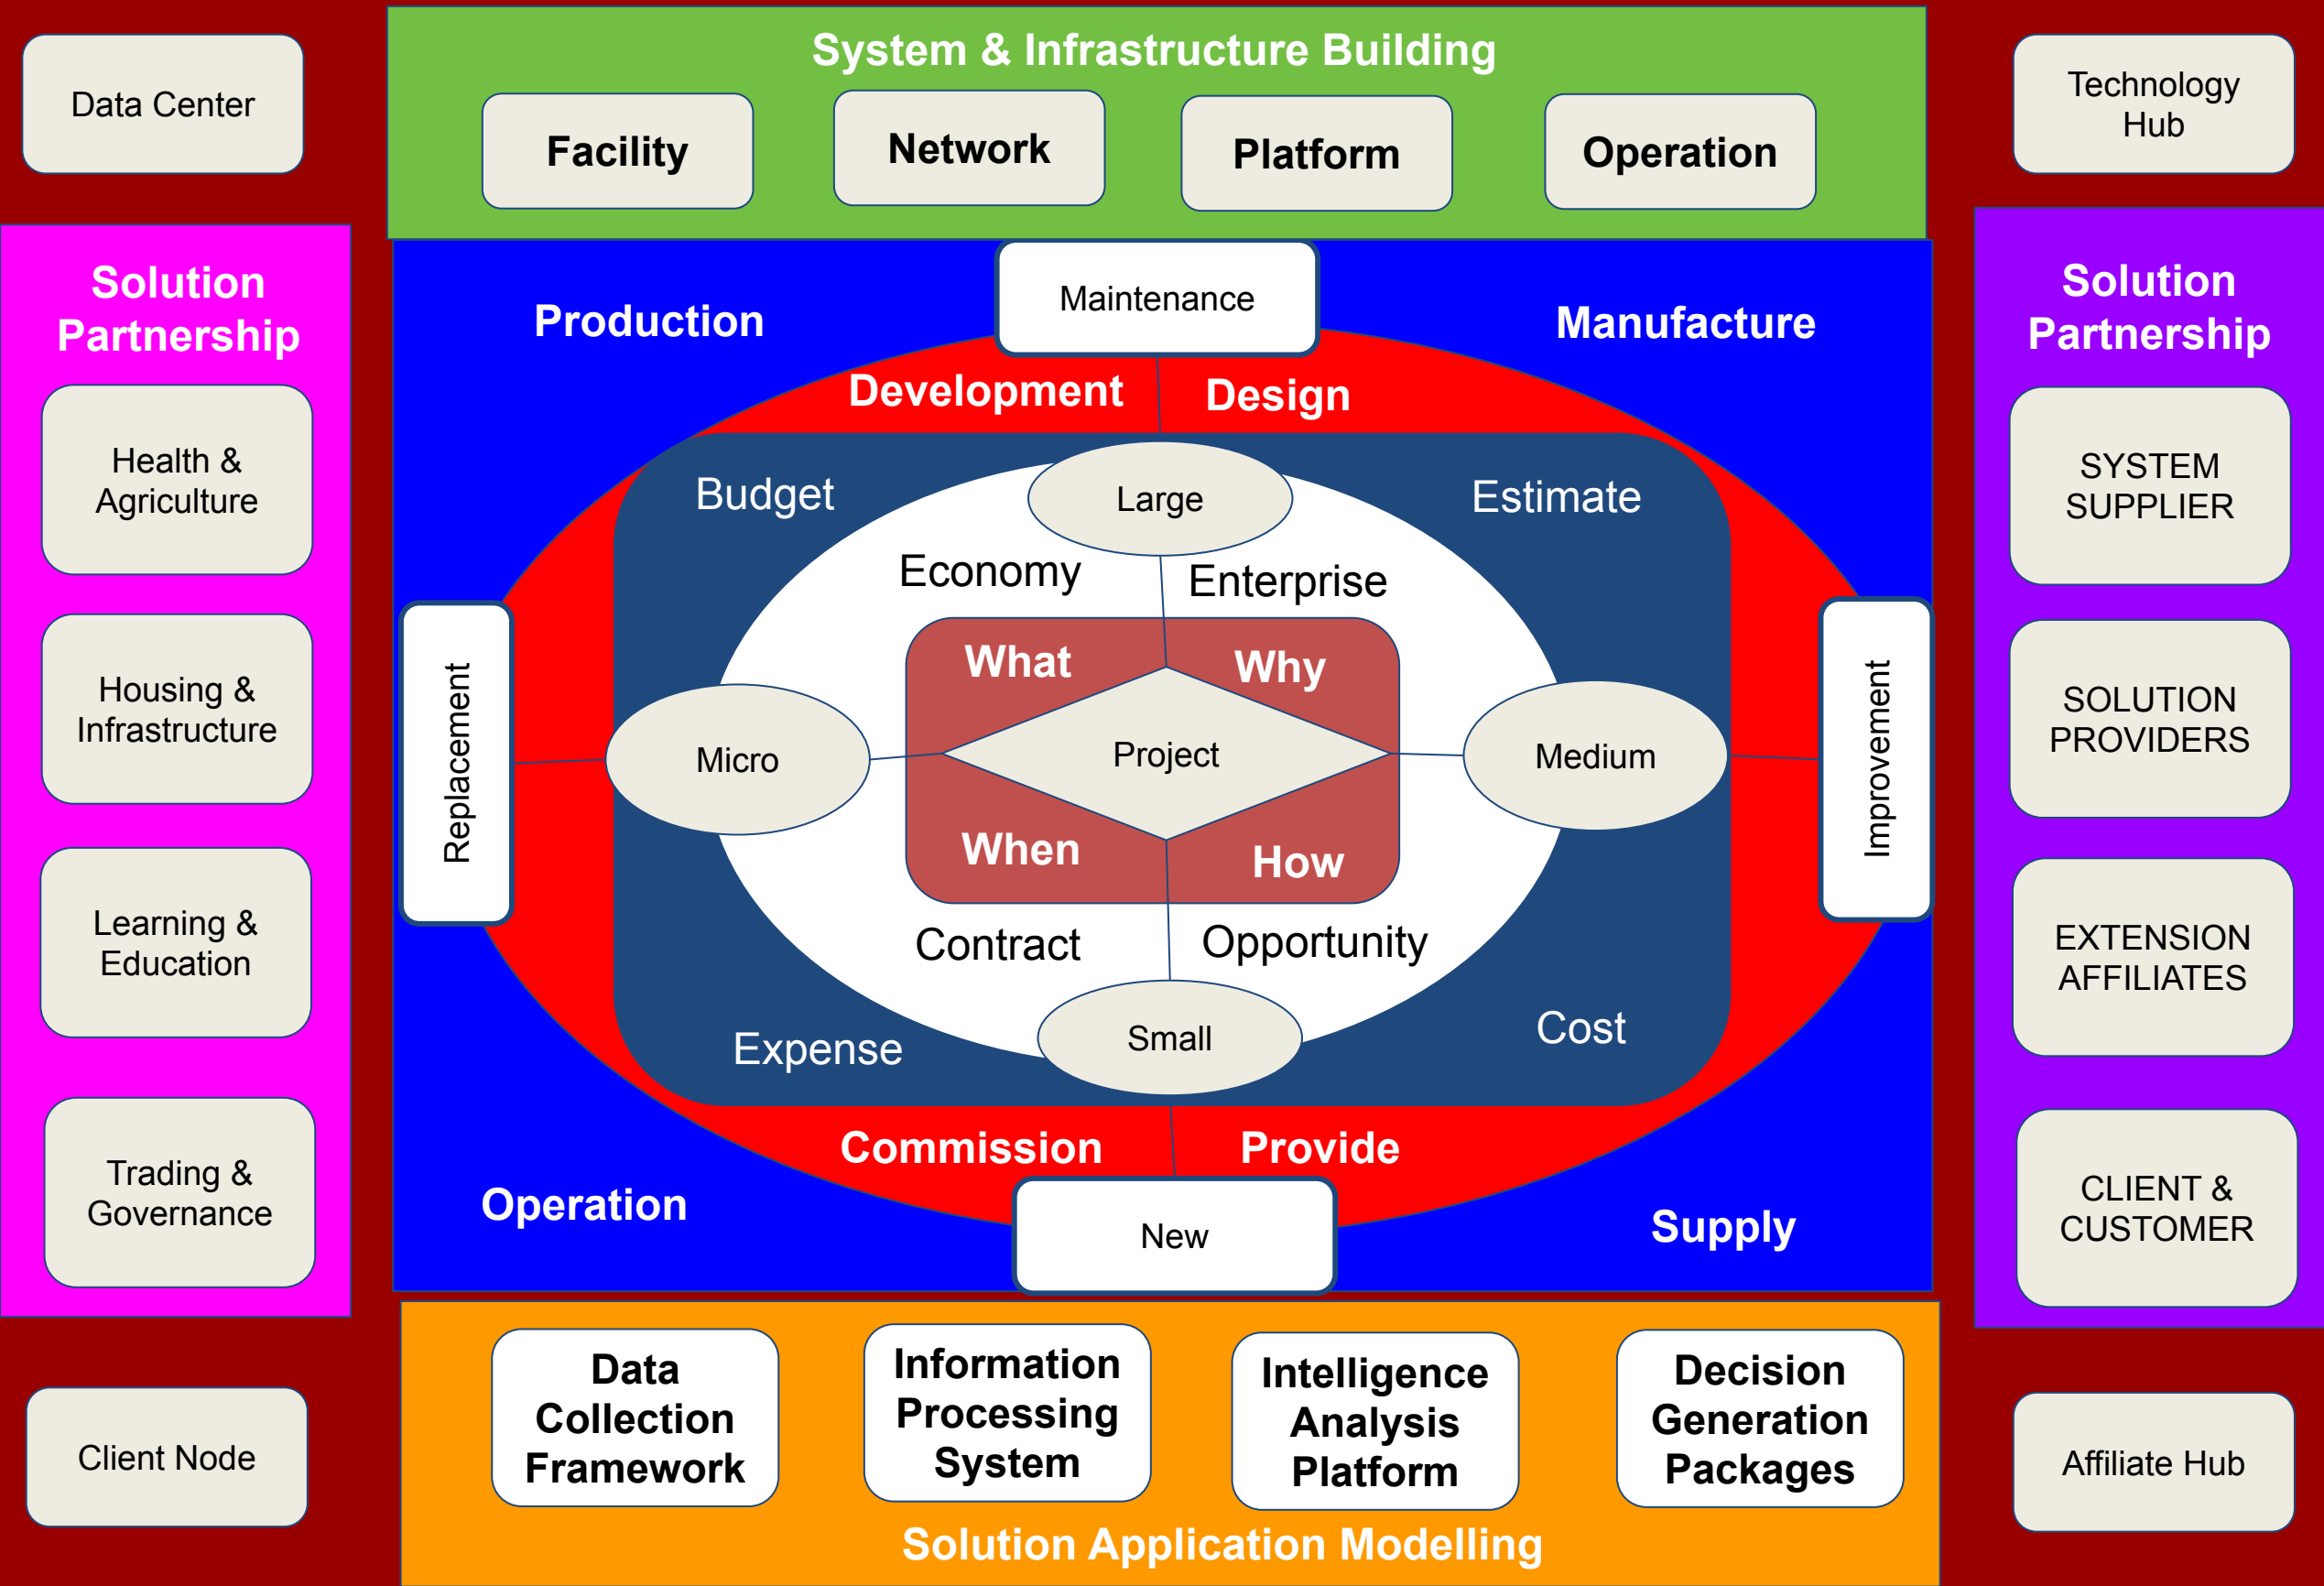 System & Infrastructure Building
Data Center
Facility
Network
Platform
Operation
Technology
Hub
Solution
Partnership
Health &
Agriculture
Housing &
Infrastructure
Learning &
Education
Trading &
Governance
Production
Maintenance
Manufacture
Development
Design
Budget
Large
Estimate
Economy
Enterprise
What
Why
Replacement
Micro
Project
Medium
Improvement
When
How
Contract
Opportunity
Expense
Small
Cost
Commission
Provide
Operation
New
Supply
Solution
Partnership
SYSTEM
SUPPLIER
SOLUTION
PROVIDERS
EXTENSION
AFFILIATES
CLIENT &
CUSTOMER
Client Node
Data
Collection
Framework
Information
Processing
System
Intelligence
Analysis
Platform
Decision
Generation
Packages
Affiliate Hub
Solution Application Modelling